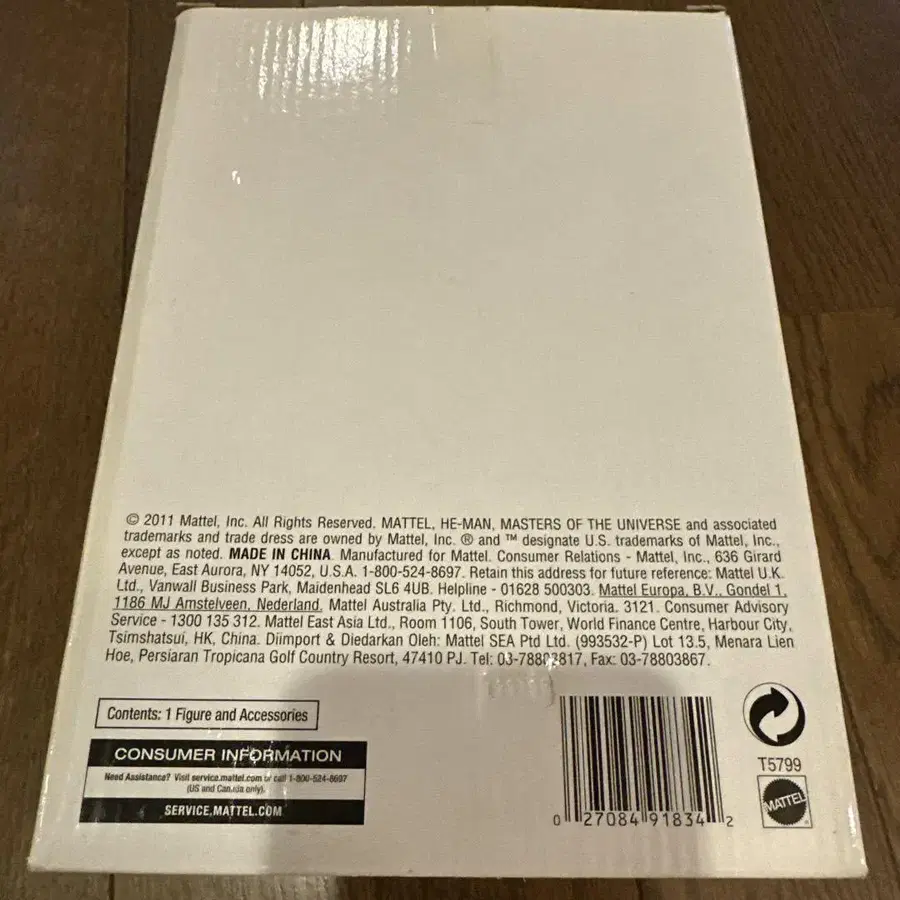 © 2011 Mattel, Inc. All Rights Reserved. MATTEL, HE-MAN, MASTERS OF THE UNIVERSE and associated
trademarks and trade dress are owned by Mattel, Inc. ® and ™ designate U.S. trademarks of Mattel, Inc.,
except as noted. MADE IN CHINA. Manufactured for Mattel. Consumer Relations - Mattel, Inc., 636 Girard
Avenue, East Aurora, NY 14052, U.S.A. 1-800-524-8697. Retain this address for future reference: Mattel U.K.
Ltd., Vanwall Business Park, Maidenhead SL6 4UB. Helpline - 01628 500303. Mattel Europa, B.V., Gondel 1,
1186 MJ Amstelveen, Nederland. Mattel Australia Pty. Ltd., Richmond, Victoria. 3121. Consumer Advisory
Service - 1300 135 312. Mattel East Asia Ltd., Room 1106, South Tower, World Finance Centre, Harbour City,
Tsimshatsui, HK, China. Diimport & Diedarkan Oleh: Mattel SEA Ptd Ltd. (993532-P) Lot 13.5, Menara Lien
Hoe, Persiaran Tropicana Golf Country Resort, 47410 PJ. Tel: Fax: 03-78803867.
Contents: 1 Figure and Accessories
CONSUMER INFORMATION
Need Assistance? Visit service.mattel.com or call 1-800-524-8697
(US and Canada only).
SERVICE.MATTEL.COM
0 27084 91834 2
T5799
MATTEL
®